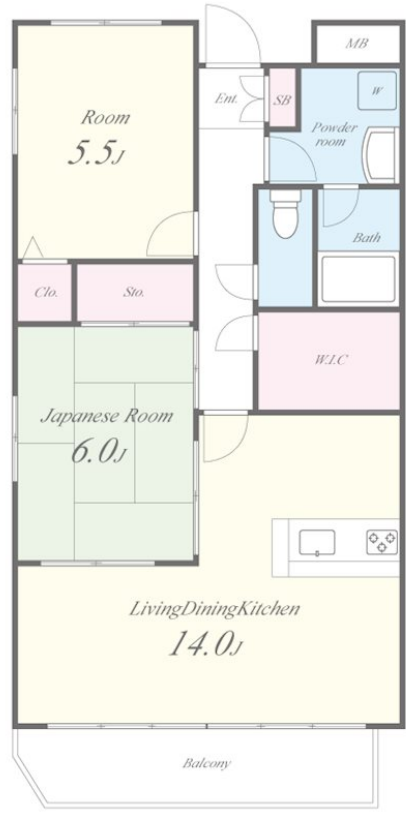 MB
Room
5.5J
Ent.
SB
W
Powder
room
Bath
Clo.
Sto.
W.I.C
Japanese Room
6.0J
LivingDiningKitchen
14.0J
Balcony